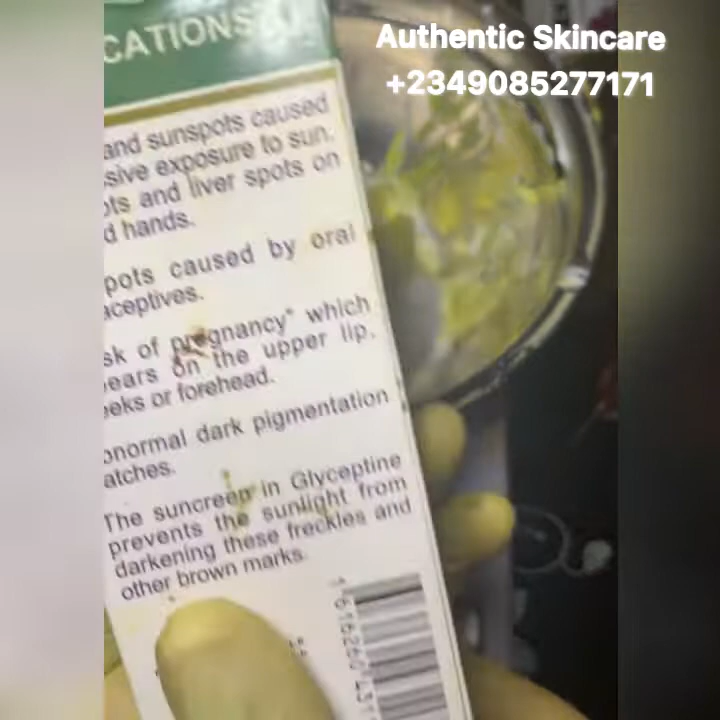 Authentic Skincare
+2349085277171
CATIONS
and sunspots caused
sive exposure to sun.
ots and liver spots on
d hands.
pots caused by oral
aceptives.
sk of pregnancy" which
ears on the upper lip,
eeks or forehead.
onormal dark pigmentation
atches.
The suncreen in Glyceptine
prevents the sunlight from
darkening these freckles and
other brown marks.